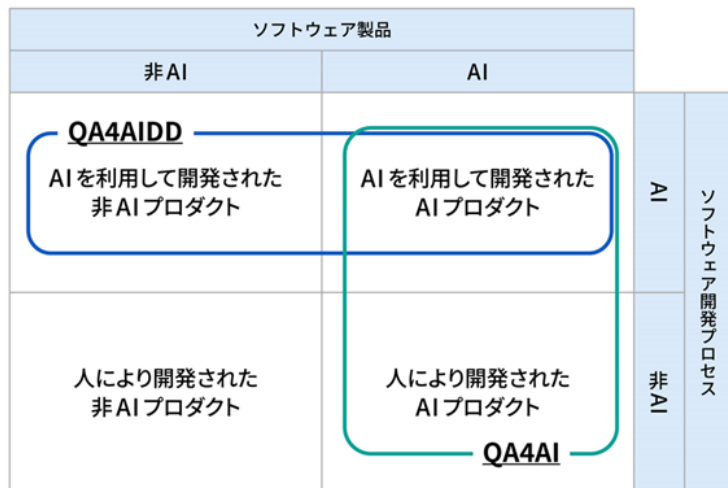 ソフトウェア製品
非AI
AI
QA4AIDD
AIを利用して開発された
非AIプロダクト
AIを利用して開発された
AIプロダクト
AI
ソフトウェア開発プロセス
人により開発された
非AIプロダクト
人により開発された
AIプロダクト
非AI
QA4AI